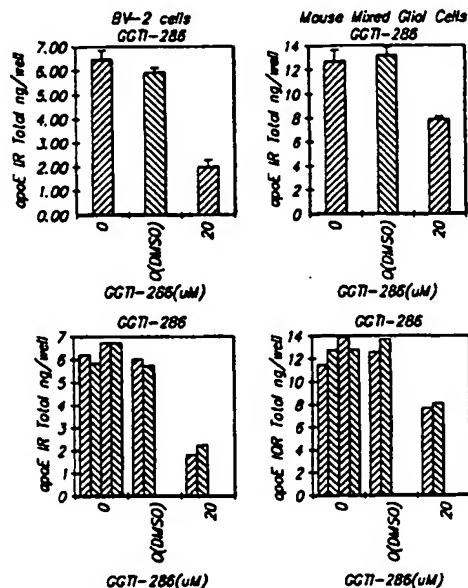 BV-2 cells
GGTI-286
apoE IR Total ng/well
7.00
6.00
5.00
4.00
3.00
2.00
1.00
0.00
0
O(DMSO)
20
GGTI-286(uM)
Mouse Mixed Glial Cells
GGTI-286
apoE IR Total ng/well
14
12
10
8
6
4
2
0
0
O(DMSO)
20
GGTI-286(uM)
GGTI-286
apoE IR Total ng/well
7
6
5
4
3
2
1
0
0
O(DMSO)
20
GGTI-286(uM)
GGTI-286
apoE IOR Total ng/well
14
12
10
8
6
4
2
0
0
O(DMSO)
20
GGTI-286(uM)